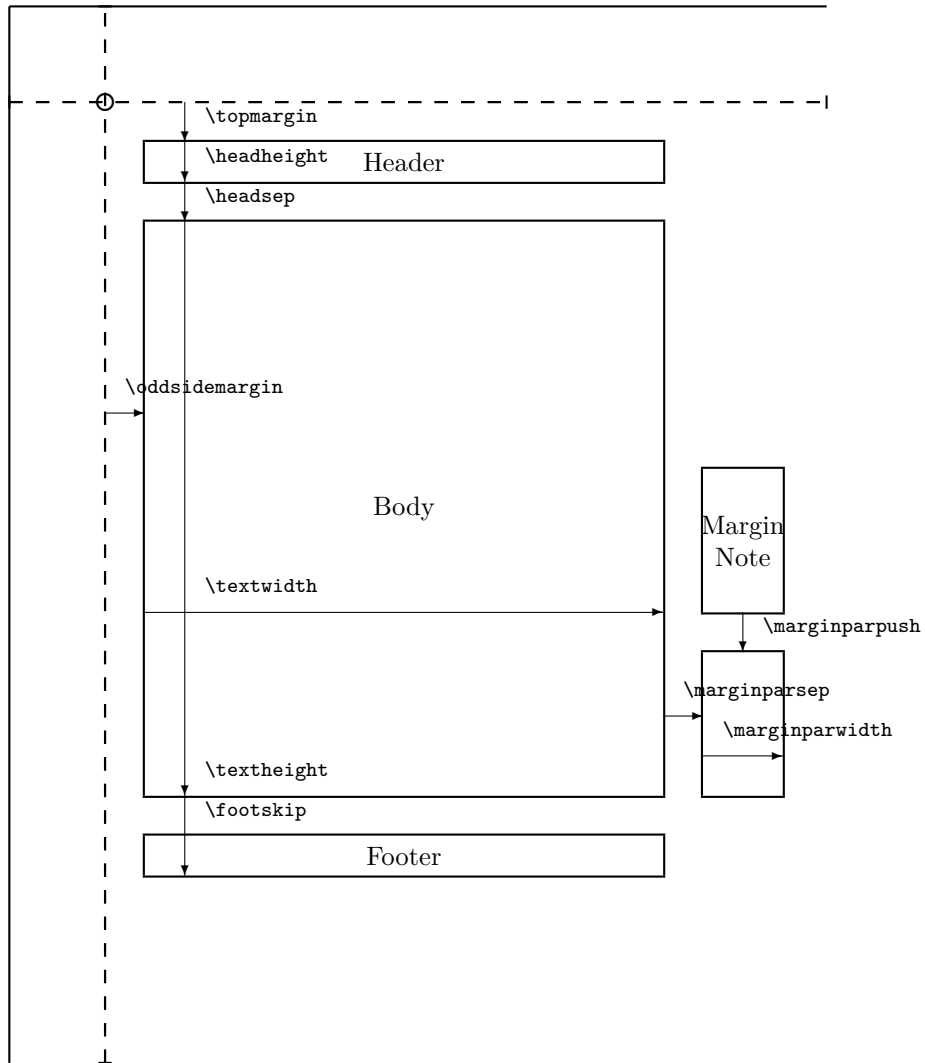 \topmargin
\headheight
Header
\headsep
\oddsidemargin
Body
Margin
Note
\textwidth
\marginparpush
\marginparsep
\marginparwidth
\textheight
\footskip
Footer